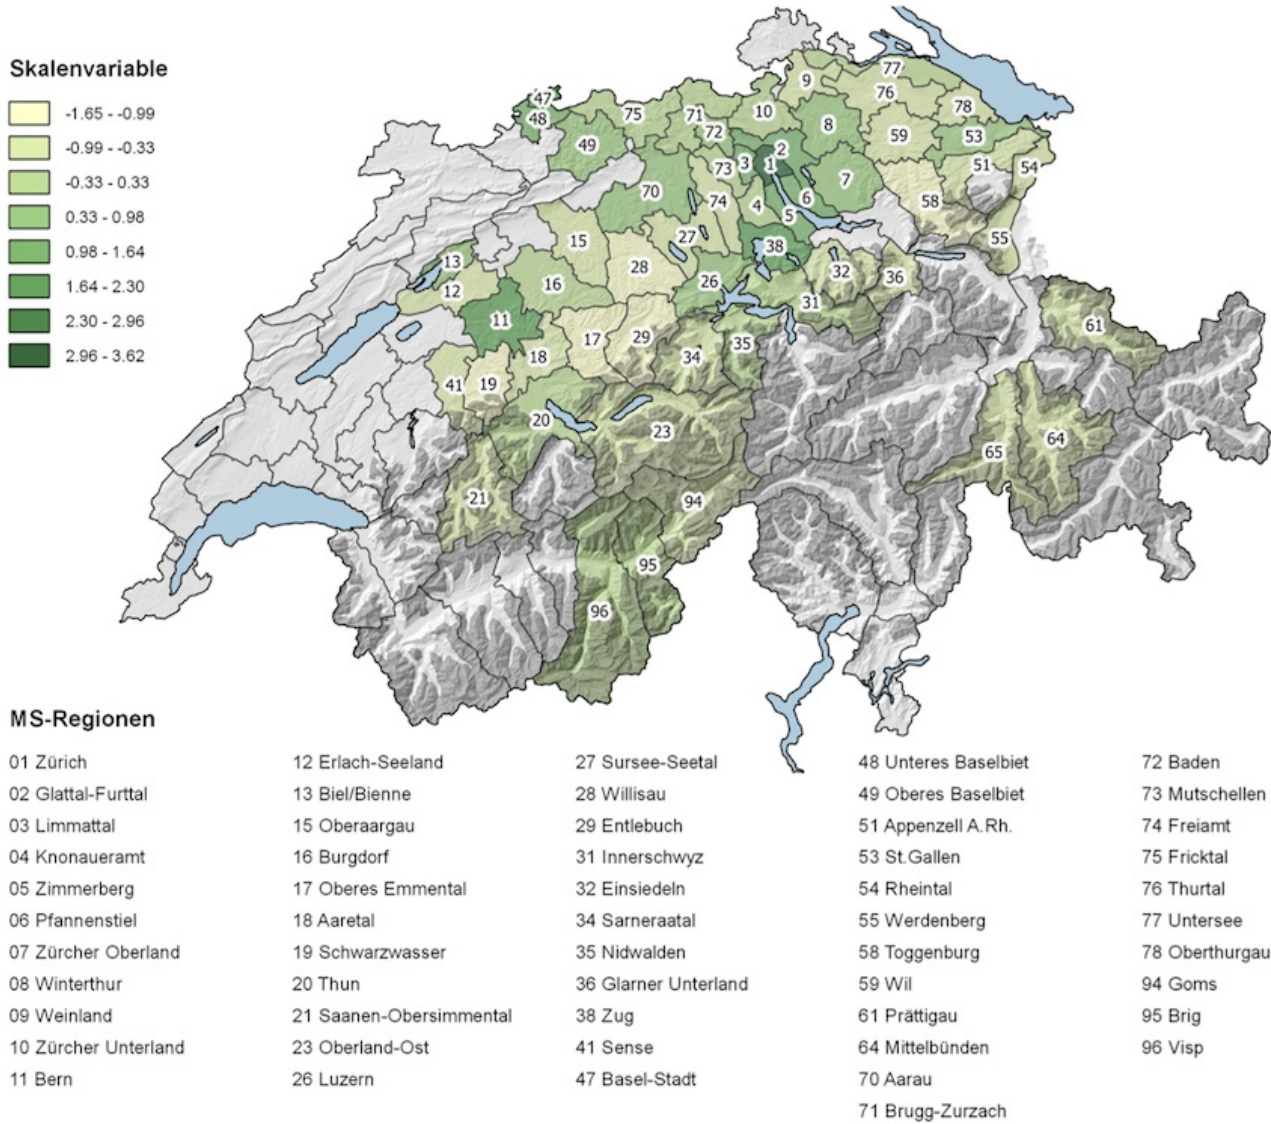 Skalenvariable
-1.65 - -0.99
-0.99 - -0.33
-0.33 - 0.33
0.33 - 0.98
0.98 - 1.64
1.64 - 2.30
2.30 - 2.96
2.96 - 3.62
47
48
49
75
71
72
10
9
77
76
78
8
59
53
51
54
2
1
3
73
74
4
5
6
7
58
55
70
27
38
15
28
26
32
36
13
12
16
31
61
11
17
29
18
34
35
41
19
20
23
65
64
21
94
95
96
MS-Regionen
01 Zürich
02 Glattal-Furttal
03 Limmattal
04 Knonaueramt
05 Zimmerberg
06 Pfannenstiel
07 Zürcher Oberland
08 Winterthur
09 Weinland
10 Zürcher Unterland
11 Bern
12 Erlach-Seeland
13 Biel/Bienne
15 Oberaargau
16 Burgdorf
17 Oberes Emmental
18 Aaretal
19 Schwarzwasser
20 Thun
21 Saanen-Obersimmental
23 Oberland-Ost
26 Luzern
27 Sursee-Seetal
28 Willisau
29 Entlebuch
31 Innerschwyz
32 Einsiedeln
34 Sarneraatal
35 Nidwalden
36 Glarner Unterland
38 Zug
41 Sense
47 Basel-Stadt
48 Unteres Baselbiet
49 Oberes Baselbiet
51 Appenzell A.Rh.
53 St.Gallen
54 Rheintal
55 Werdenberg
58 Toggenburg
59 Wil
61 Prättigau
64 Mittelbünden
70 Aarau
71 Brugg-Zurzach
72 Baden
73 Mutschellen
74 Freiamt
75 Fricktal
76 Thurtal
77 Untersee
78 Oberthurgau
94 Goms
95 Brig
96 Visp